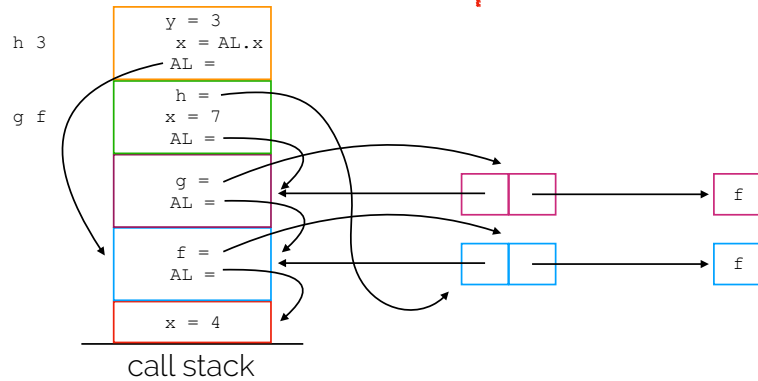 y = 3
h 3
x = AL.x
AL =
h =
g f
x = 7
AL =
g =
AL =
f
f =
AL =
f
x = 4
call stack